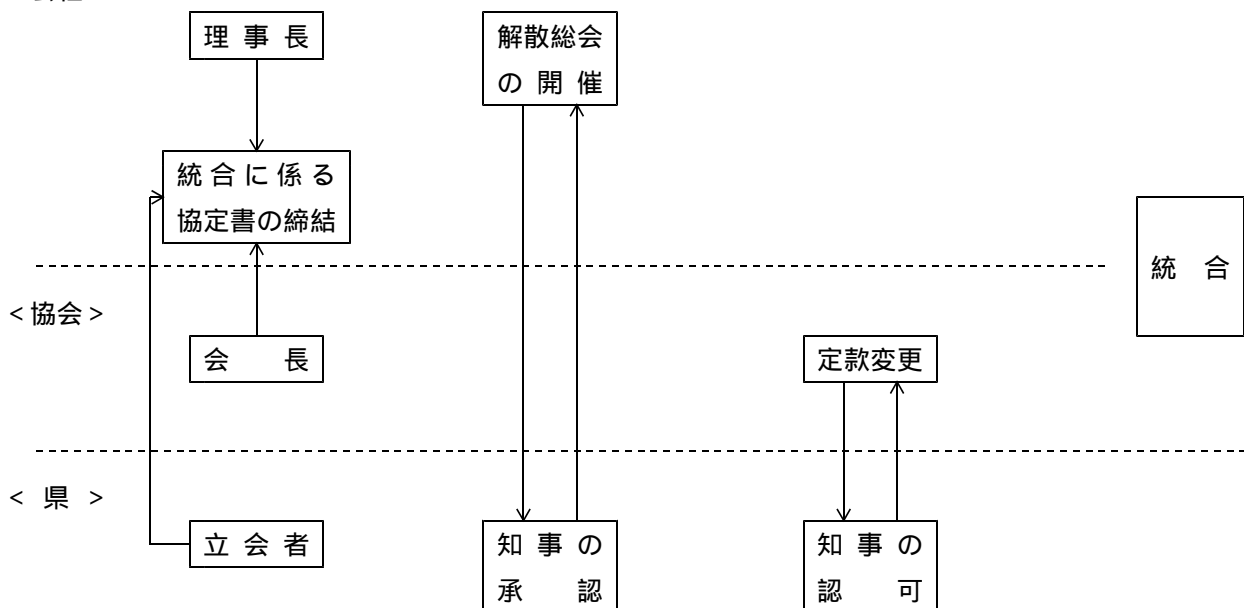 理事長
解散総会
の開催
統合に係る
協定書の締結
統合
<協会>
会長
定款変更
<県>
立会者
知事の
承認
知事の
認可